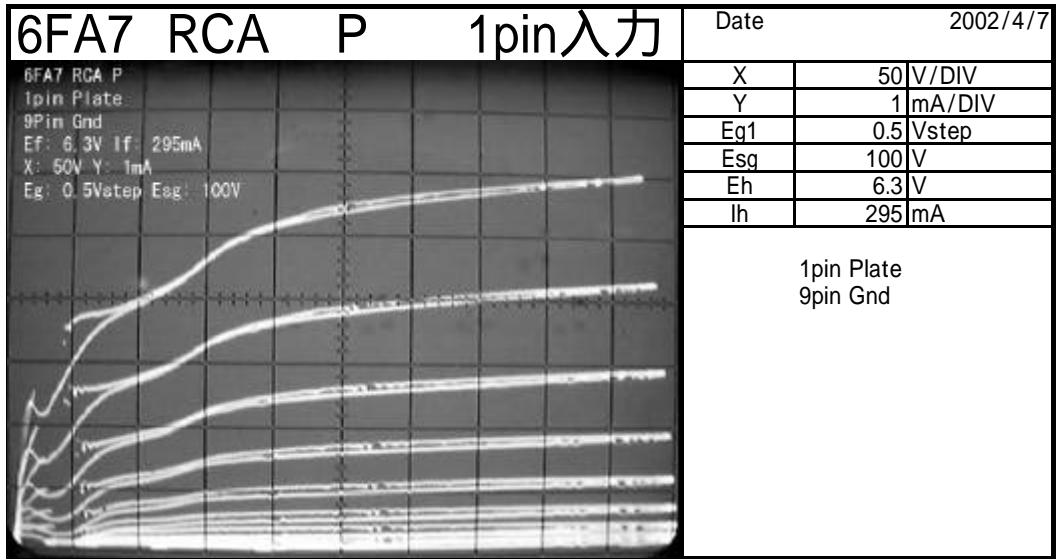 6FA7 RCA P 1pin入力
Date 2002/4/7
6FA7 RCA P
1pin Plate
9Pin Gnd
Ef: 6.3V If: 295mA
X: 50V Y: 1mA
Eg: 0.5Vstep Esg: 100V
X 50 V/DIV
Y 1 mA/DIV
Eg1 0.5 Vstep
Esg 100 V
Eh 6.3 V
Ih 295 mA
1pin Plate
9pin Gnd